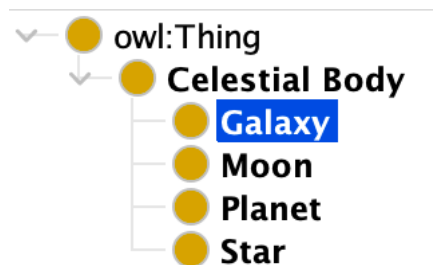 owl:Thing
Celestial Body
Galaxy
Moon
Planet
Star